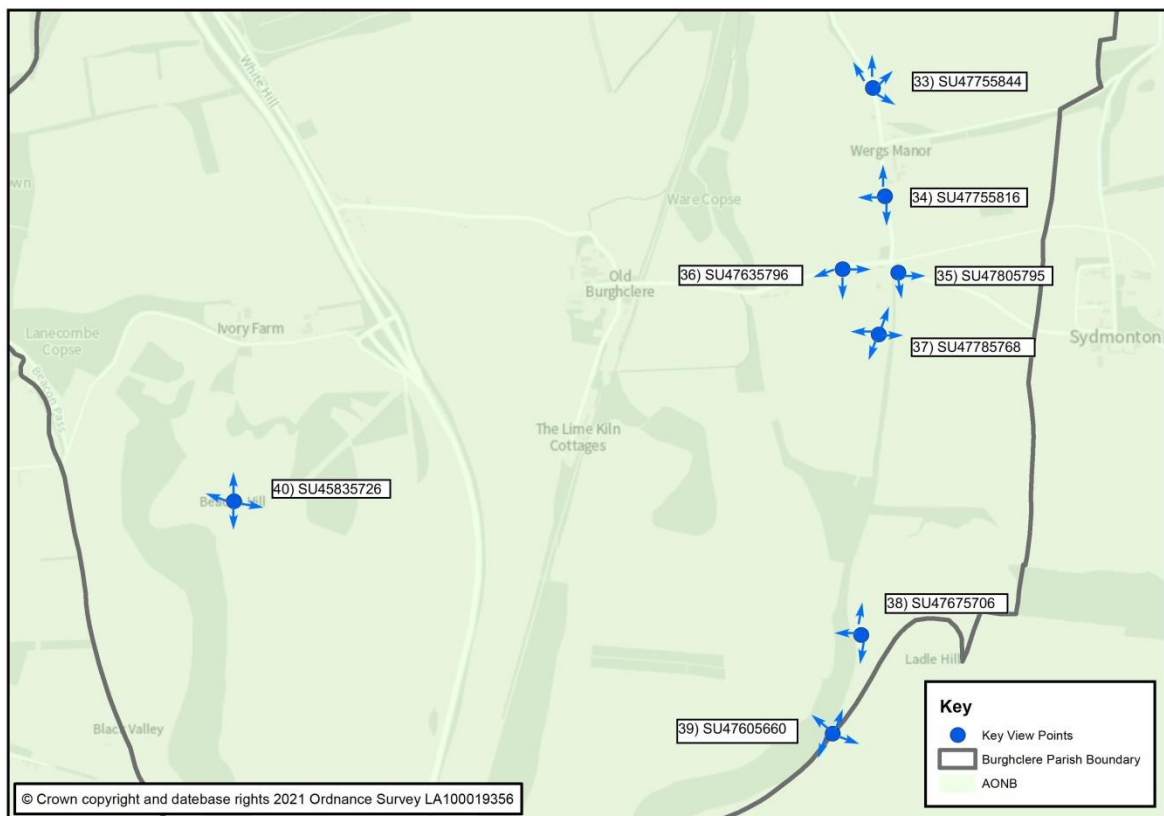 White Hill
33) SU47755844
Wergs Manor
Ware Copse
34) SU47755816
36) SU47635796
35) SU47805795
Old
Burghclere
Lanecombe
Copse
Ivory Farm
37) SU47785768
Sydmonton
Beacon Pass
The Lime Kiln
Cottages
40) SU45835726
38) SU47675706
Ladle Hill
Black Valley
39) SU47605660
Key
Key View Points
Burghclere Parish Boundary
AONB
© Crown copyright and datebase rights 2021 Ordnance Survey LA100019356